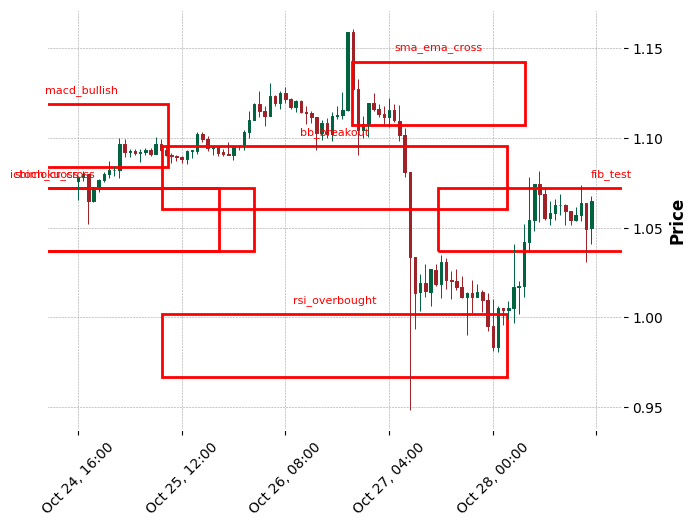 sma_ema_cross
macd_bullish
bb_breakout
fib_test
rsi_overbought
1.15
1.10
1.05
1.00
0.95
Price
Oct 24, 16:00
Oct 25, 12:00
Oct 26, 08:00
Oct 27, 04:00
Oct 28, 00:00